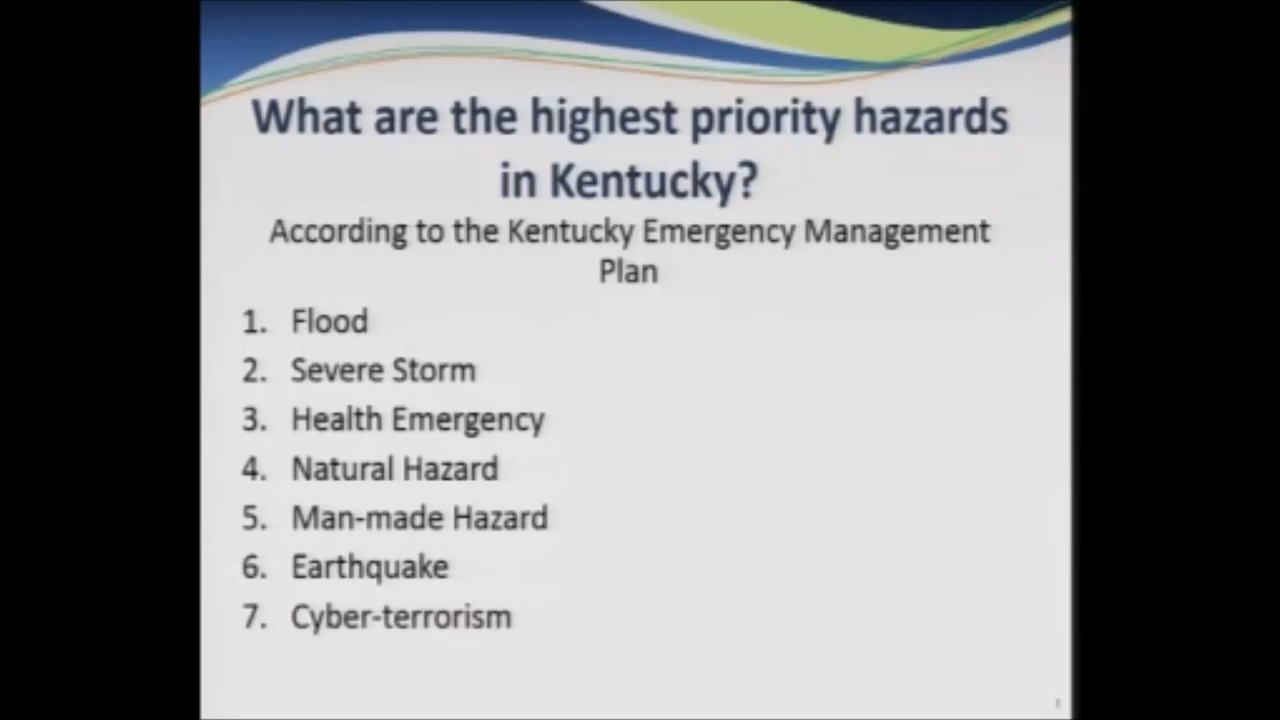 What are the highest priority hazards
in Kentucky?
According to the Kentucky Emergency Management
Plan
1. Flood
2. Severe Storm
3. Health Emergency
4. Natural Hazard
5. Man-made Hazard
6. Earthquake
7. Cyber-terrorism